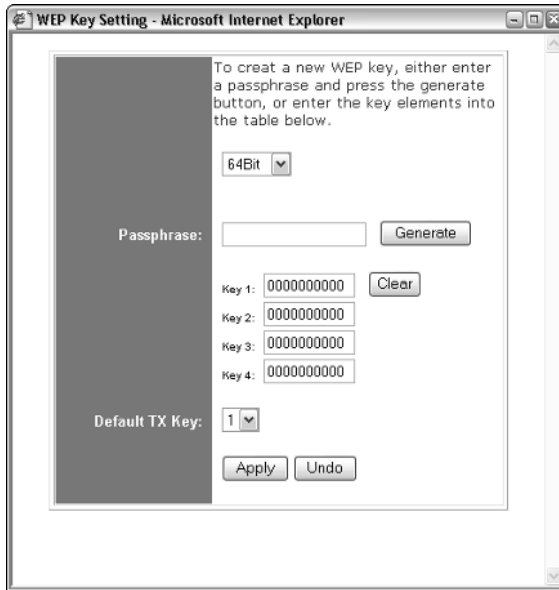 WEP Key Setting - Microsoft Internet Explorer
To creat a new WEP key, either enter
a passphrase and press the generate
button, or enter the key elements into
the table below.
64Bit
Passphrase: Generate
Key 1: 0000000000 Clear
Key 2: 0000000000
Key 3: 0000000000
Key 4: 0000000000
Default TX Key: 1
Apply Undo